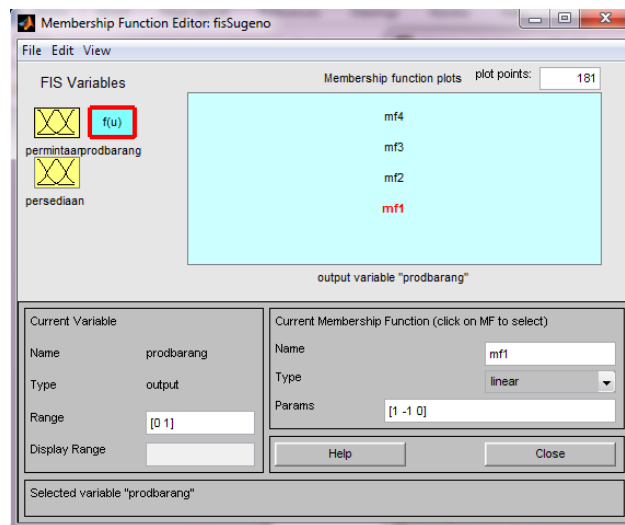 Membership Function Editor: fisSugeno
File Edit View
FIS Variables
Membership function plots plot points: 181
f(u)
permintaanprodbarang
persediaan
mf4
mf3
mf2
mf1
output variable "prodbarang"
Current Variable
Name prodbarang
Type output
Range [0 1]
Display Range
Current Membership Function (click on MF to select)
Name mf1
Type linear
Params [1 -1 0]
Help Close
Selected variable "prodbarang"